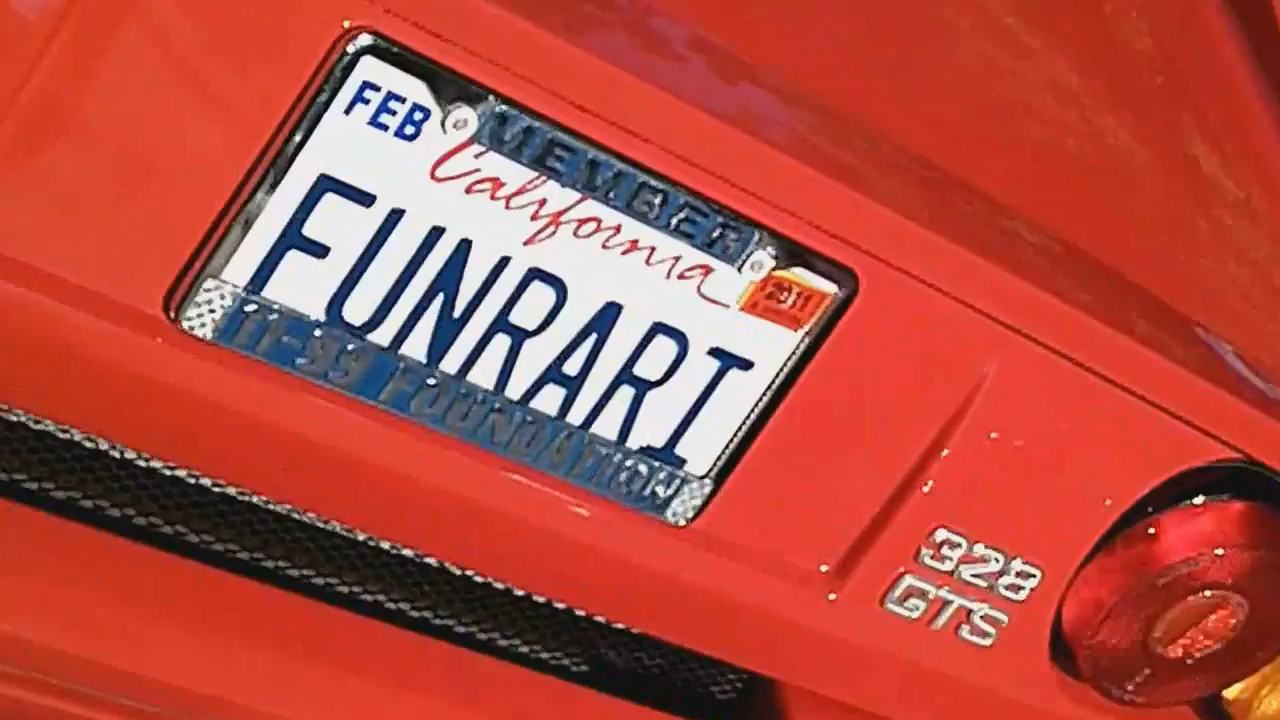 FEB
MEMBER
California
2011
FUNRARI
11-99 FOUNDATION
328
GTS